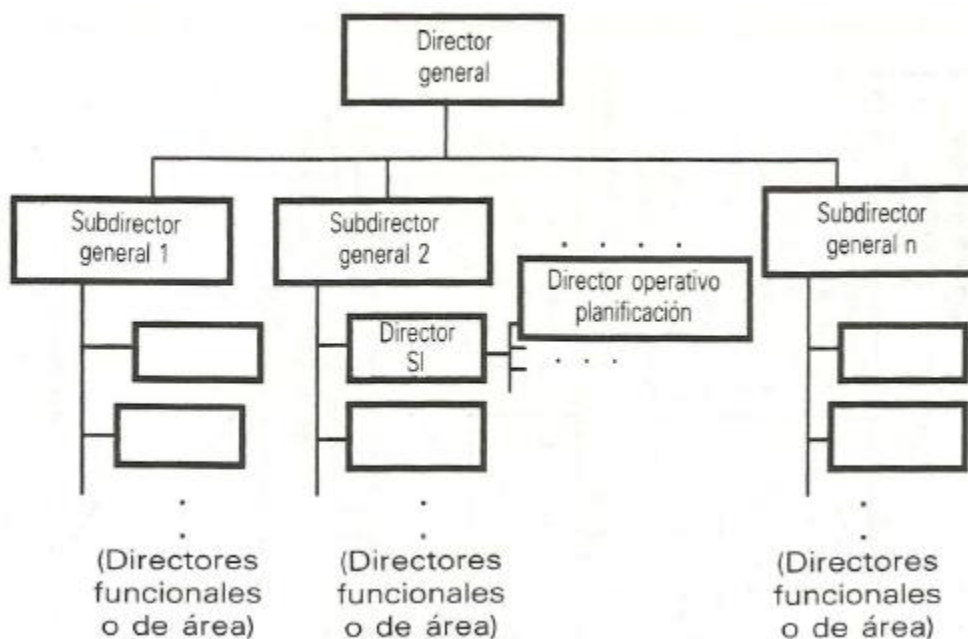 Director
general
Subdirector
general 1
Subdirector
general 2
Subdirector
general n
. . . .
Director operativo
planificación
Director
SI
. . .
.
.
(Directores
funcionales
o de área)
.
.
(Directores
funcionales
o de área)
.
.
(Directores
funcionales
o de área)